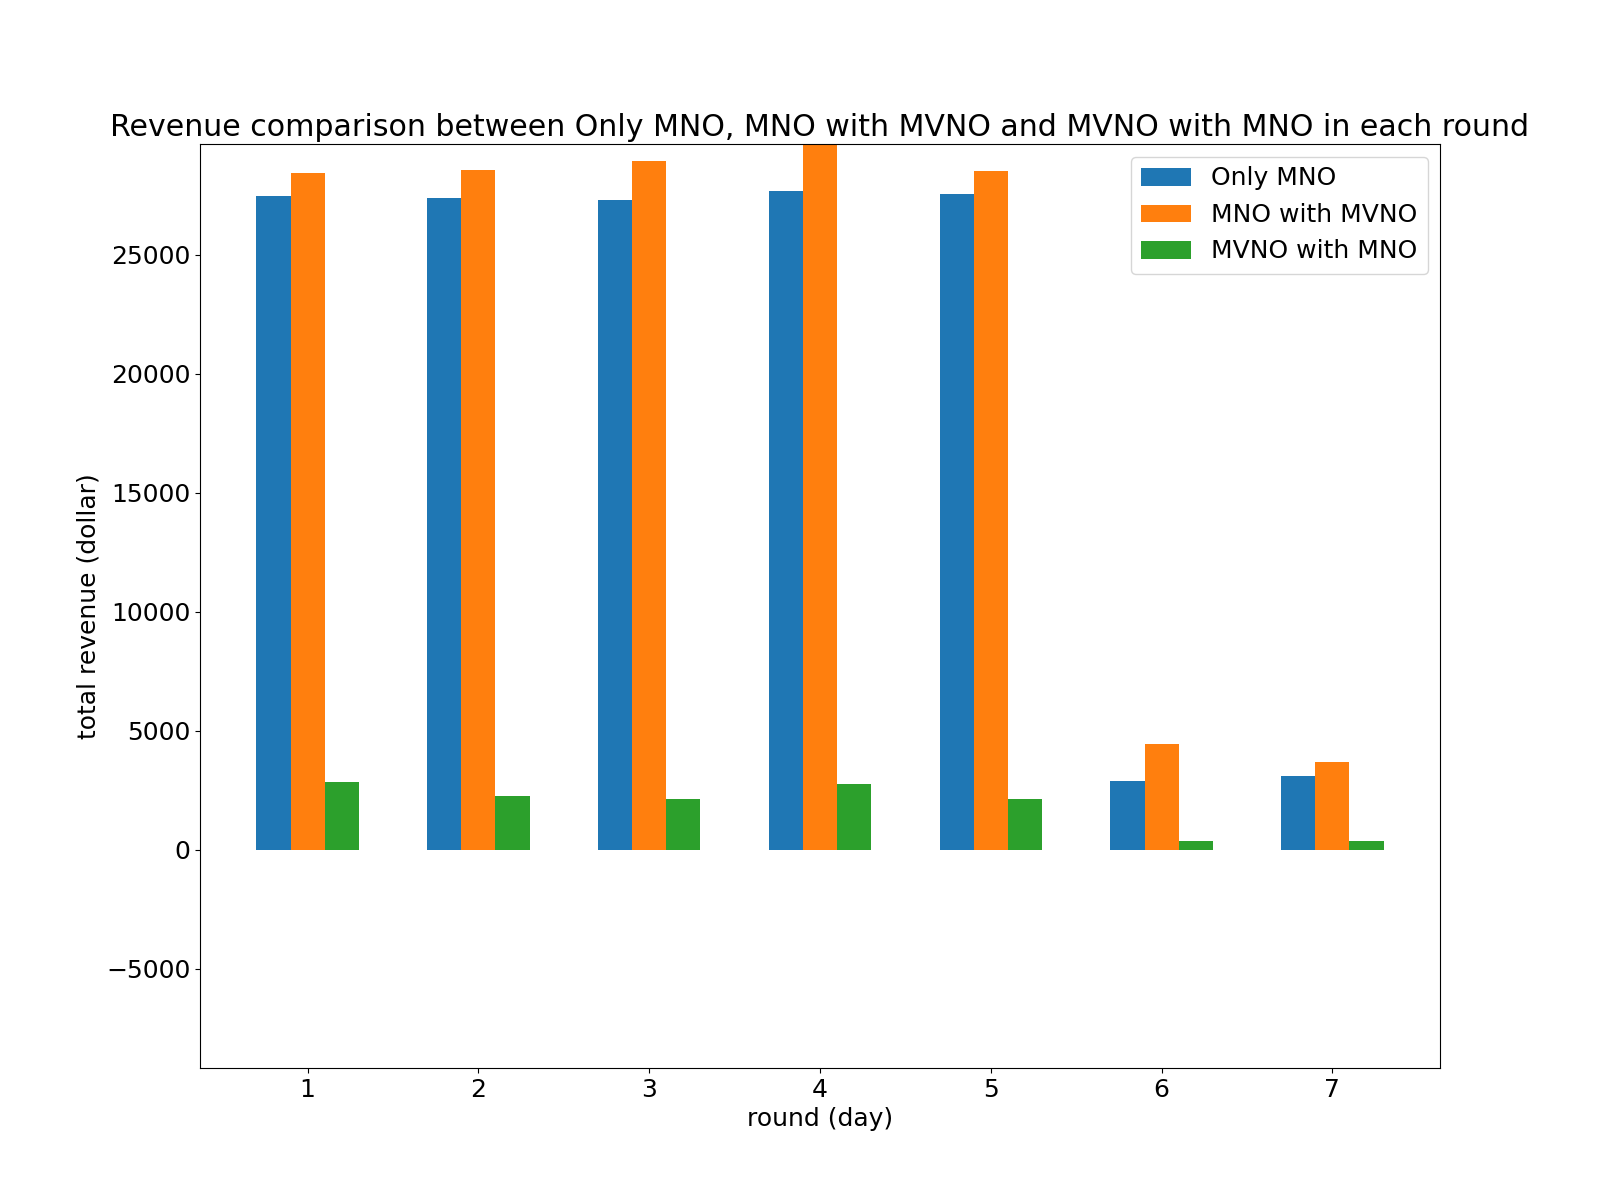 Revenue comparison between Only MNO, MNO with MVNO and MVNO with MNO in each round
Only MNO
MNO with MVNO
MVNO with MNO
25000
20000
15000
10000
5000
0
−5000
total revenue (dollar)
1 2 3 4 5 6 7
round (day)